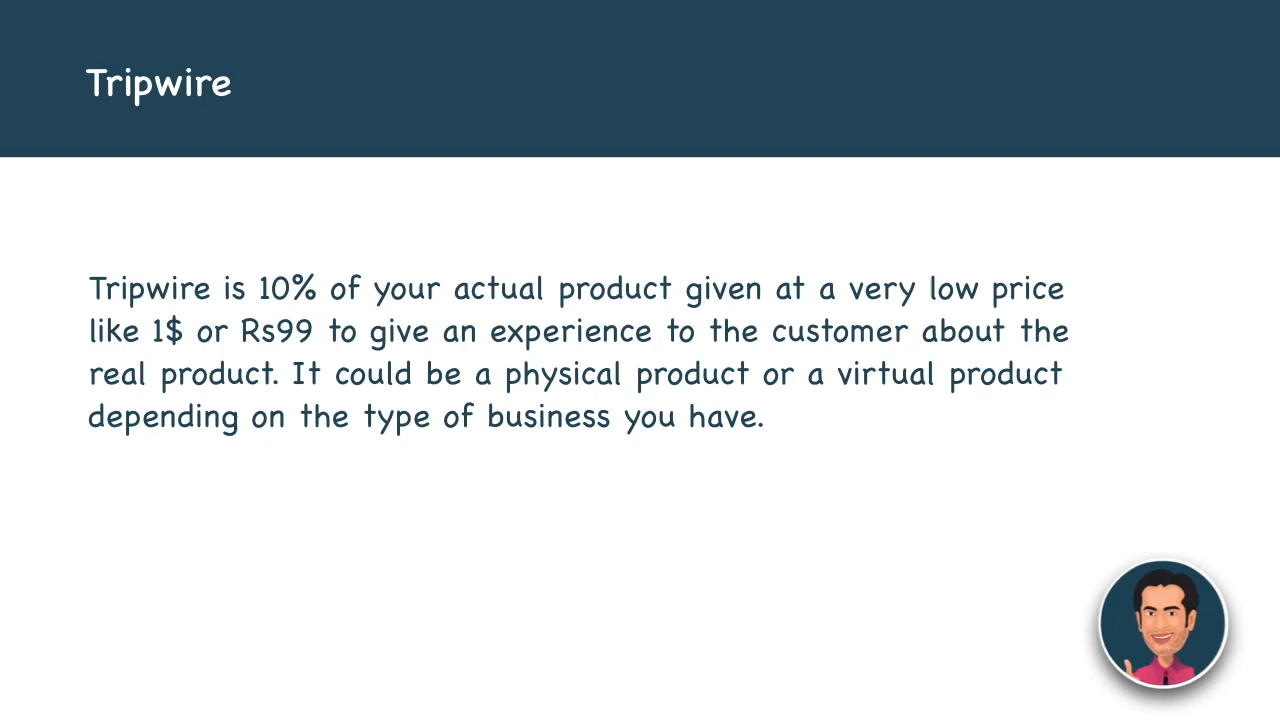 Tripwire
Tripwire is 10% of your actual product given at a very low price
like 1$ or Rs99 to give an experience to the customer about the
real product. It could be a physical product or a virtual product
depending on the type of business you have.